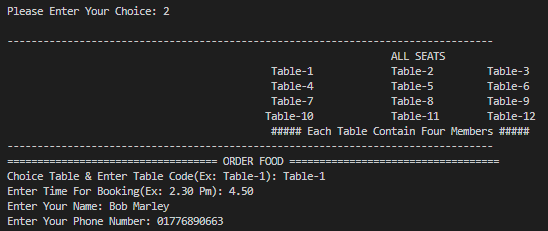 Please Enter Your Choice: 2
---------------------------------------------------------------------------------
ALL SEATS
Table-1 Table-2 Table-3
Table-4 Table-5 Table-6
Table-7 Table-8 Table-9
Table-10 Table-11 Table-12
##### Each Table Contain Four Members #####
---------------------------------------------------------------------------------
=================================== ORDER FOOD ===================================
Choice Table & Enter Table Code(Ex: Table-1): Table-1
Enter Time For Booking(Ex: 2.30 Pm): 4.50
Enter Your Name: Bob Marley
Enter Your Phone Number: 01776890663